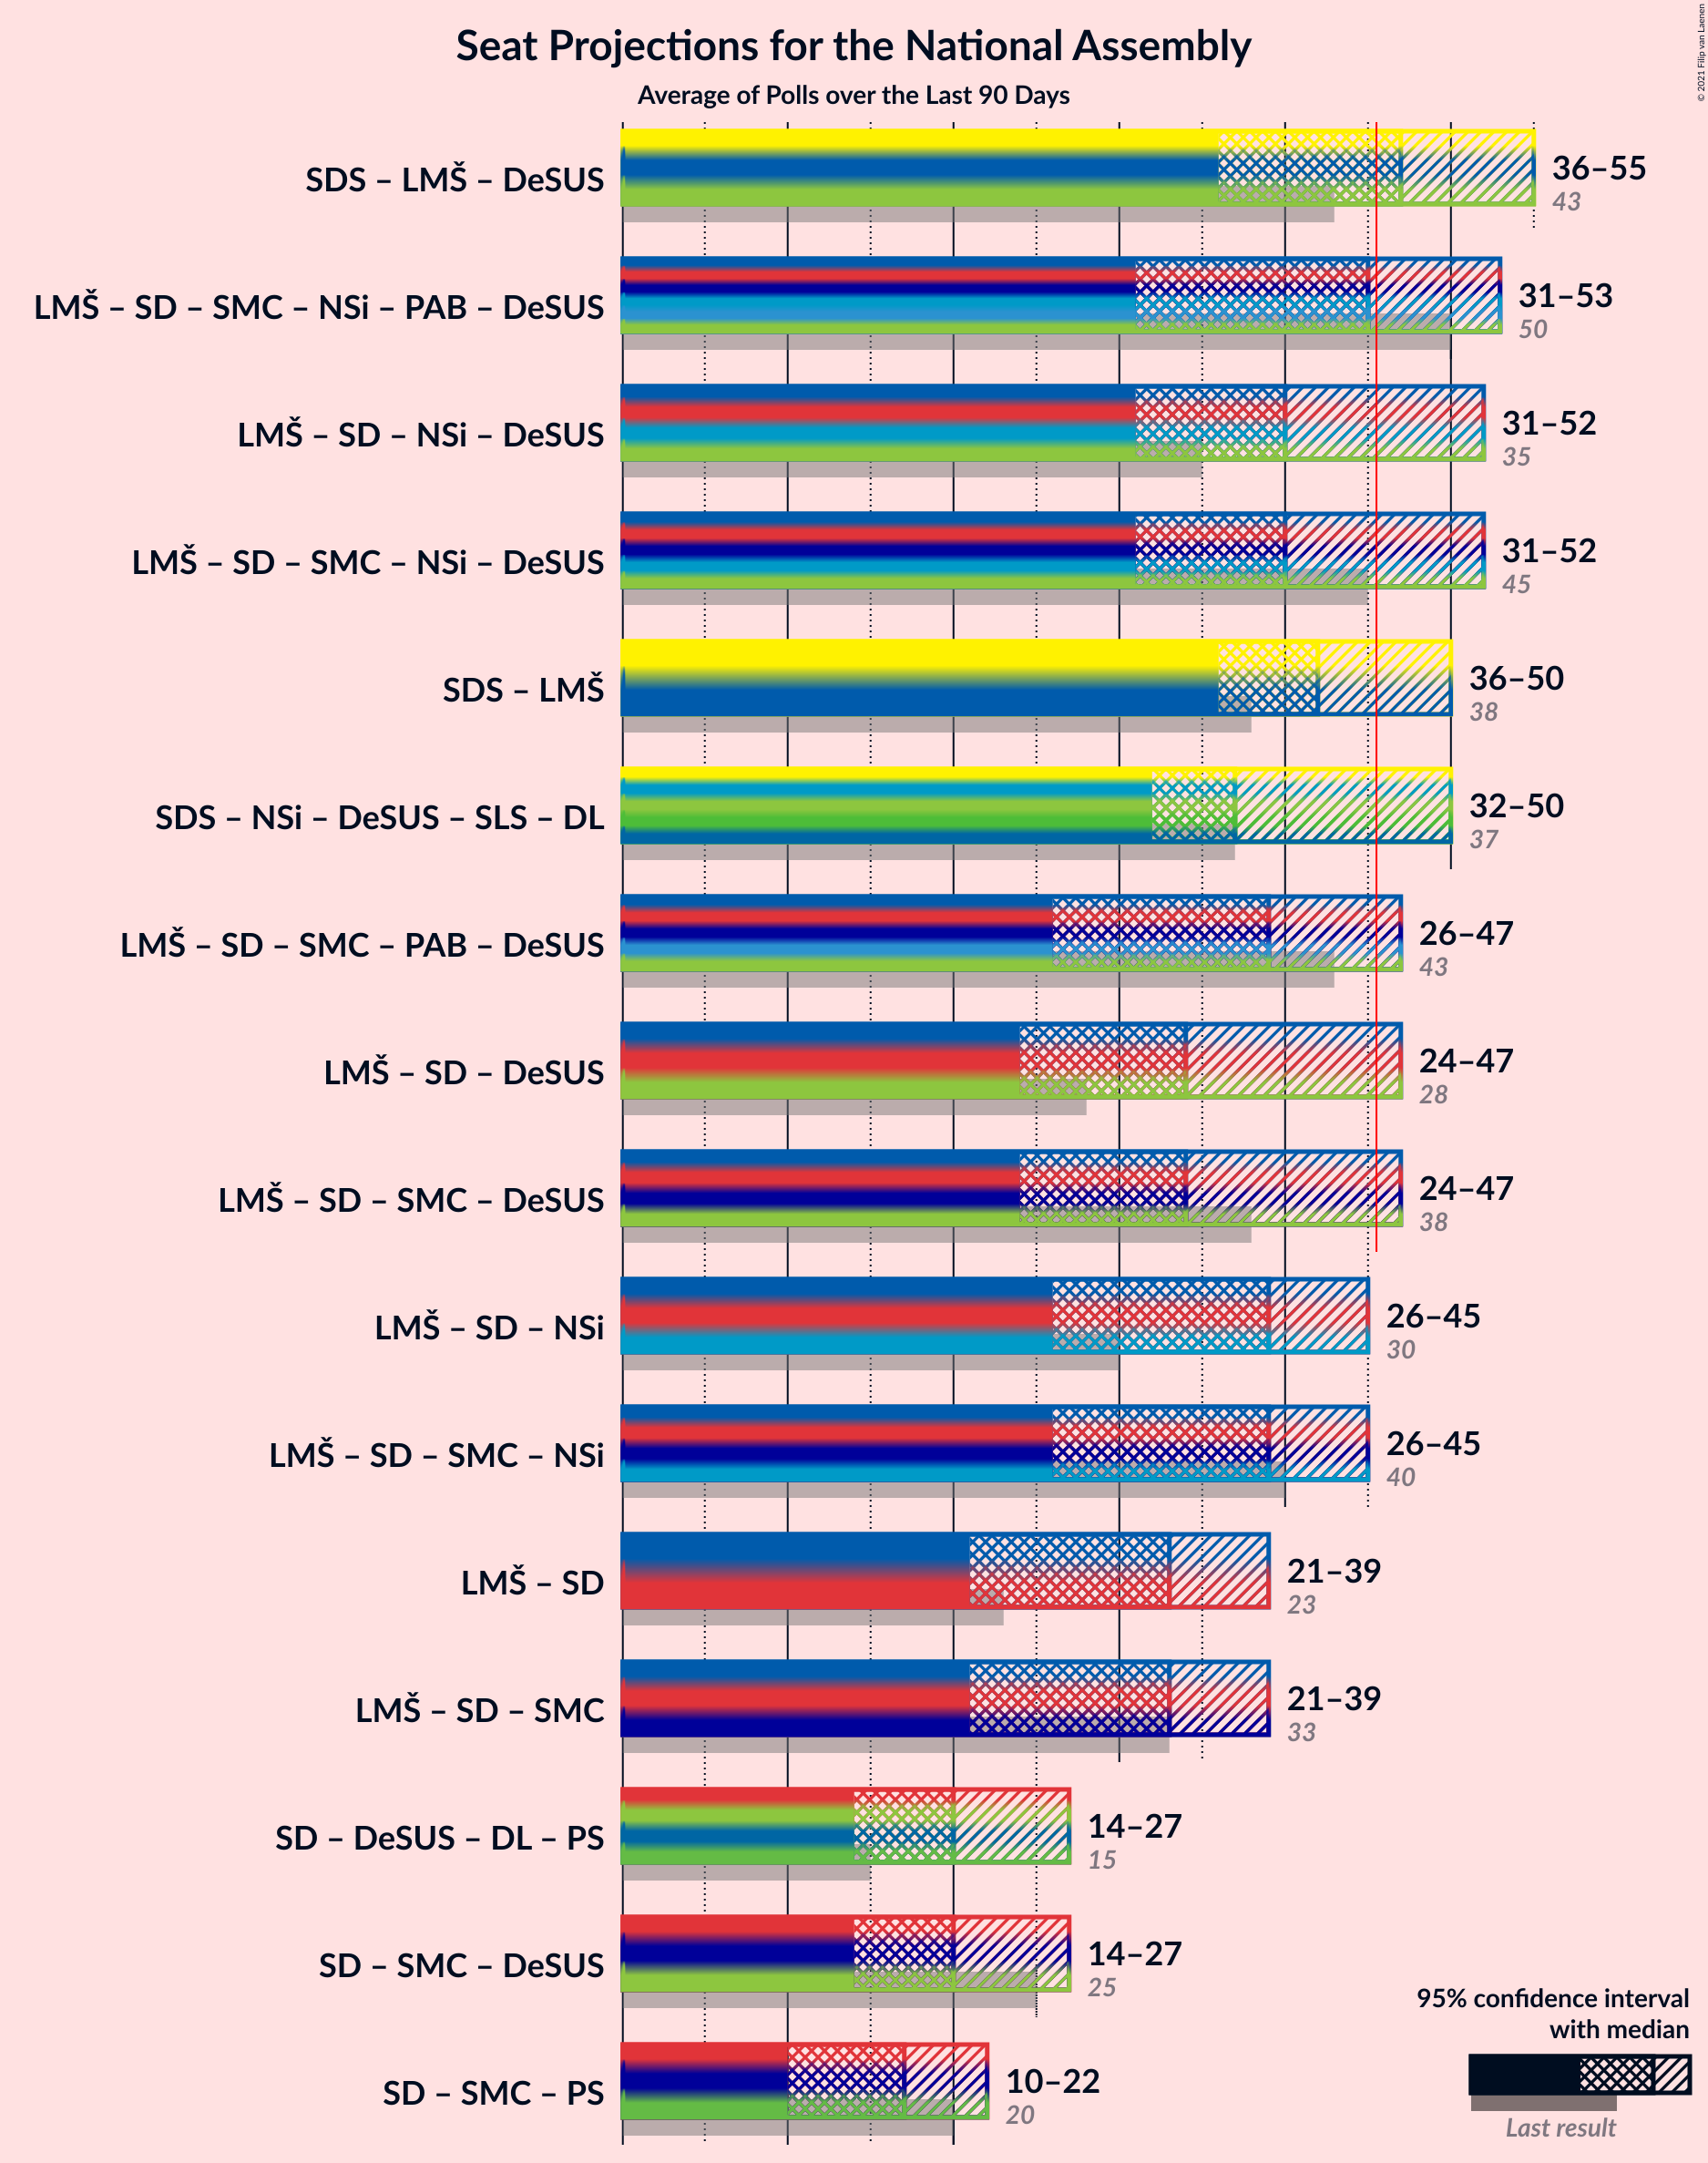 Seat Projections for the National Assembly
Average of Polls over the Last 90 Days
© 2021 Filip van Laenen
SDS – LMŠ – DeSUS
36–55
43
LMŠ – SD – SMC – NSi – PAB – DeSUS
31–53
50
LMŠ – SD – NSi – DeSUS
31–52
35
LMŠ – SD – SMC – NSi – DeSUS
31–52
45
SDS – LMŠ
36–50
38
SDS – NSi – DeSUS – SLS – DL
32–50
37
LMŠ – SD – SMC – PAB – DeSUS
26–47
43
LMŠ – SD – DeSUS
24–47
28
LMŠ – SD – SMC – DeSUS
24–47
38
LMŠ – SD – NSi
26–45
30
LMŠ – SD – SMC – NSi
26–45
40
LMŠ – SD
21–39
23
LMŠ – SD – SMC
21–39
33
SD – DeSUS – DL – PS
14–27
15
SD – SMC – DeSUS
14–27
25
SD – SMC – PS
10–22
20
95% confidence interval
with median
Last result